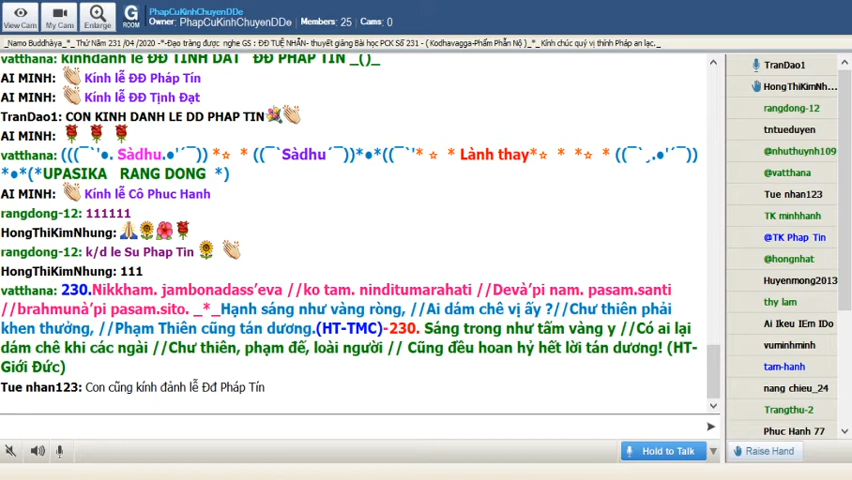 PhapCuKinhChuyenDDe
Owner: PhapCuKinhChuyenDDe Members: 25 Cams: 0
View Cam My Cam Enlarge G ROOM
_Namo Buddhàya_*_ Thứ Năm 231 /04 / 2020 -*-Đạo tràng được nghe GS : ĐĐ TUỆ NHẪN- thuyết giảng Bài học PCK Số 231 - ( Kodhavagga-Phẩm Phẫn Nộ )_*_ Kính chúc quý vị thính Pháp an lạc._
vatthana: kinhđanh lễ ĐĐ TINH DAT ĐĐ PHAP TIN _()_
AI MINH: Kính lễ ĐĐ Pháp Tín
AI MINH: Kính lễ ĐĐ Tịnh Đạt
TranDao1: CON KINH DANH LE DD PHAP TIN
AI MINH:
vatthana: (((¯`'●. Sàdhu.●'´¯)) *☆ * ((¯`Sàdhu´¯))*●*((¯`'* ☆ * Lành thay*☆ * *☆ * ((¯`¸.●'´¯))
*●*(*UPASIKA RANG DONG *)
AI MINH: Kính lễ Cô Phuc Hanh
rangdong-12: 111111
HongThiKimNhung:
rangdong-12: k/d le Su Phap Tin
HongThiKimNhung: 111
vatthana: 230.Nikkham. jambonadass'eva //ko tam. ninditumarahati //Devà'pi nam. pasam.santi
//brahmunà'pi pasam.sito. _*_Hạnh sáng như vàng ròng, //Ai dám chê vị ấy ?//Chư thiên phải
khen thưởng, //Phạm Thiên cũng tán dương.(HT-TMC)-230. Sáng trong như tấm vàng y //Có ai lại
dám chê khi các ngài //Chư thiên, phạm đế, loài người // Cũng đều hoan hỷ hết lời tán dương! (HT-
Giới Đức)
Tue nhan123: Con cũng kính đảnh lễ Đđ Pháp Tín
TranDao1
HongThiKimNh...
rangdong-12
tntueduyen
@nhuthuynh109
@vatthana
Tue nhan123
TK minhhanh
@TK Phap Tin
@hongnhat
Huyenmong2013
thy lam
Ai Ikeu IEm IDo
vuminhminh
tam-hanh
nang chieu_24
Trangthu-2
Phuc Hanh 77
Hold to Talk
Raise Hand